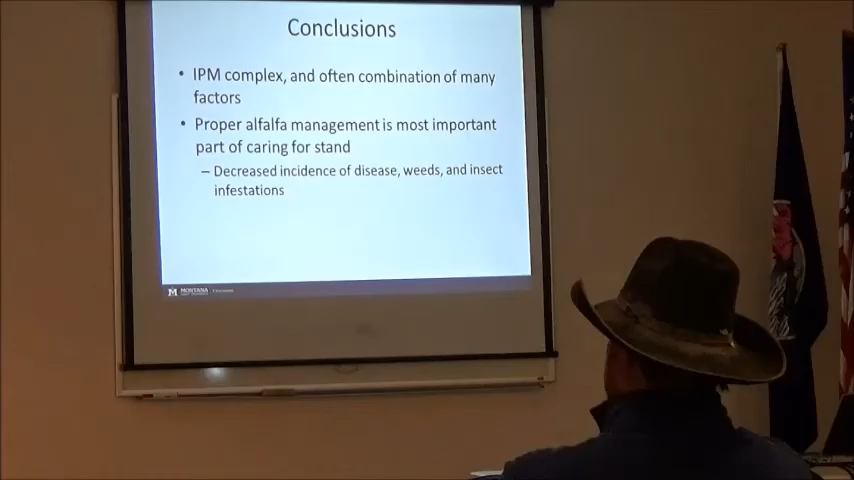 Conclusions
• IPM complex, and often combination of many
factors
• Proper alfalfa management is most important
part of caring for stand
– Decreased incidence of disease, weeds, and insect
infestations
M MONTANA